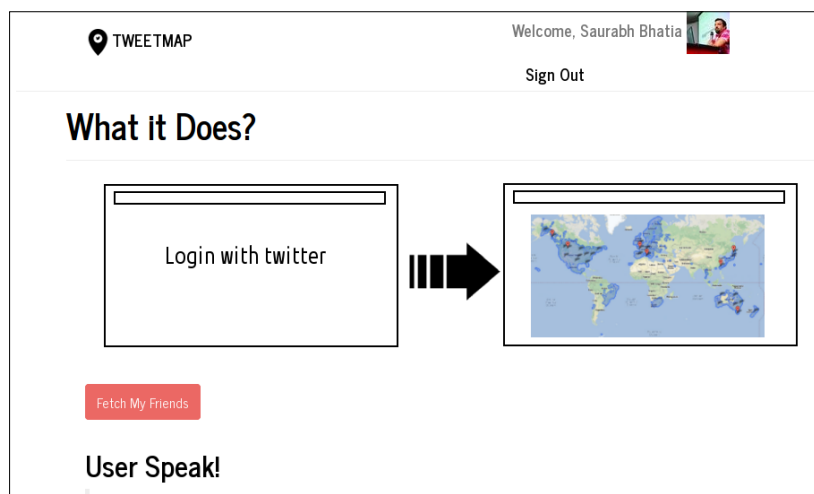 TWEETMAP
Welcome, Saurabh Bhatia
Sign Out
What it Does?
Login with twitter
Fetch My Friends
User Speak!